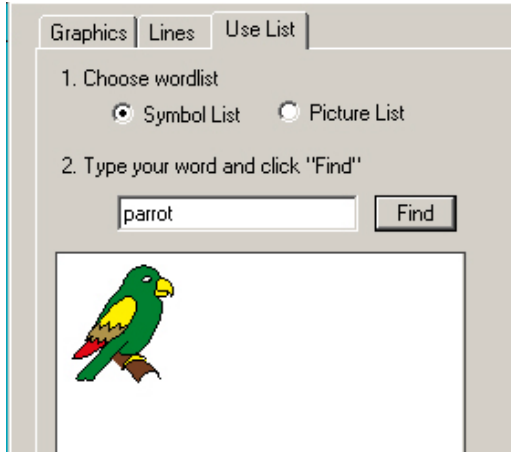 Graphics Lines Use List
1. Choose wordlist
Symbol List Picture List
2. Type your word and click "Find"
parrot Find